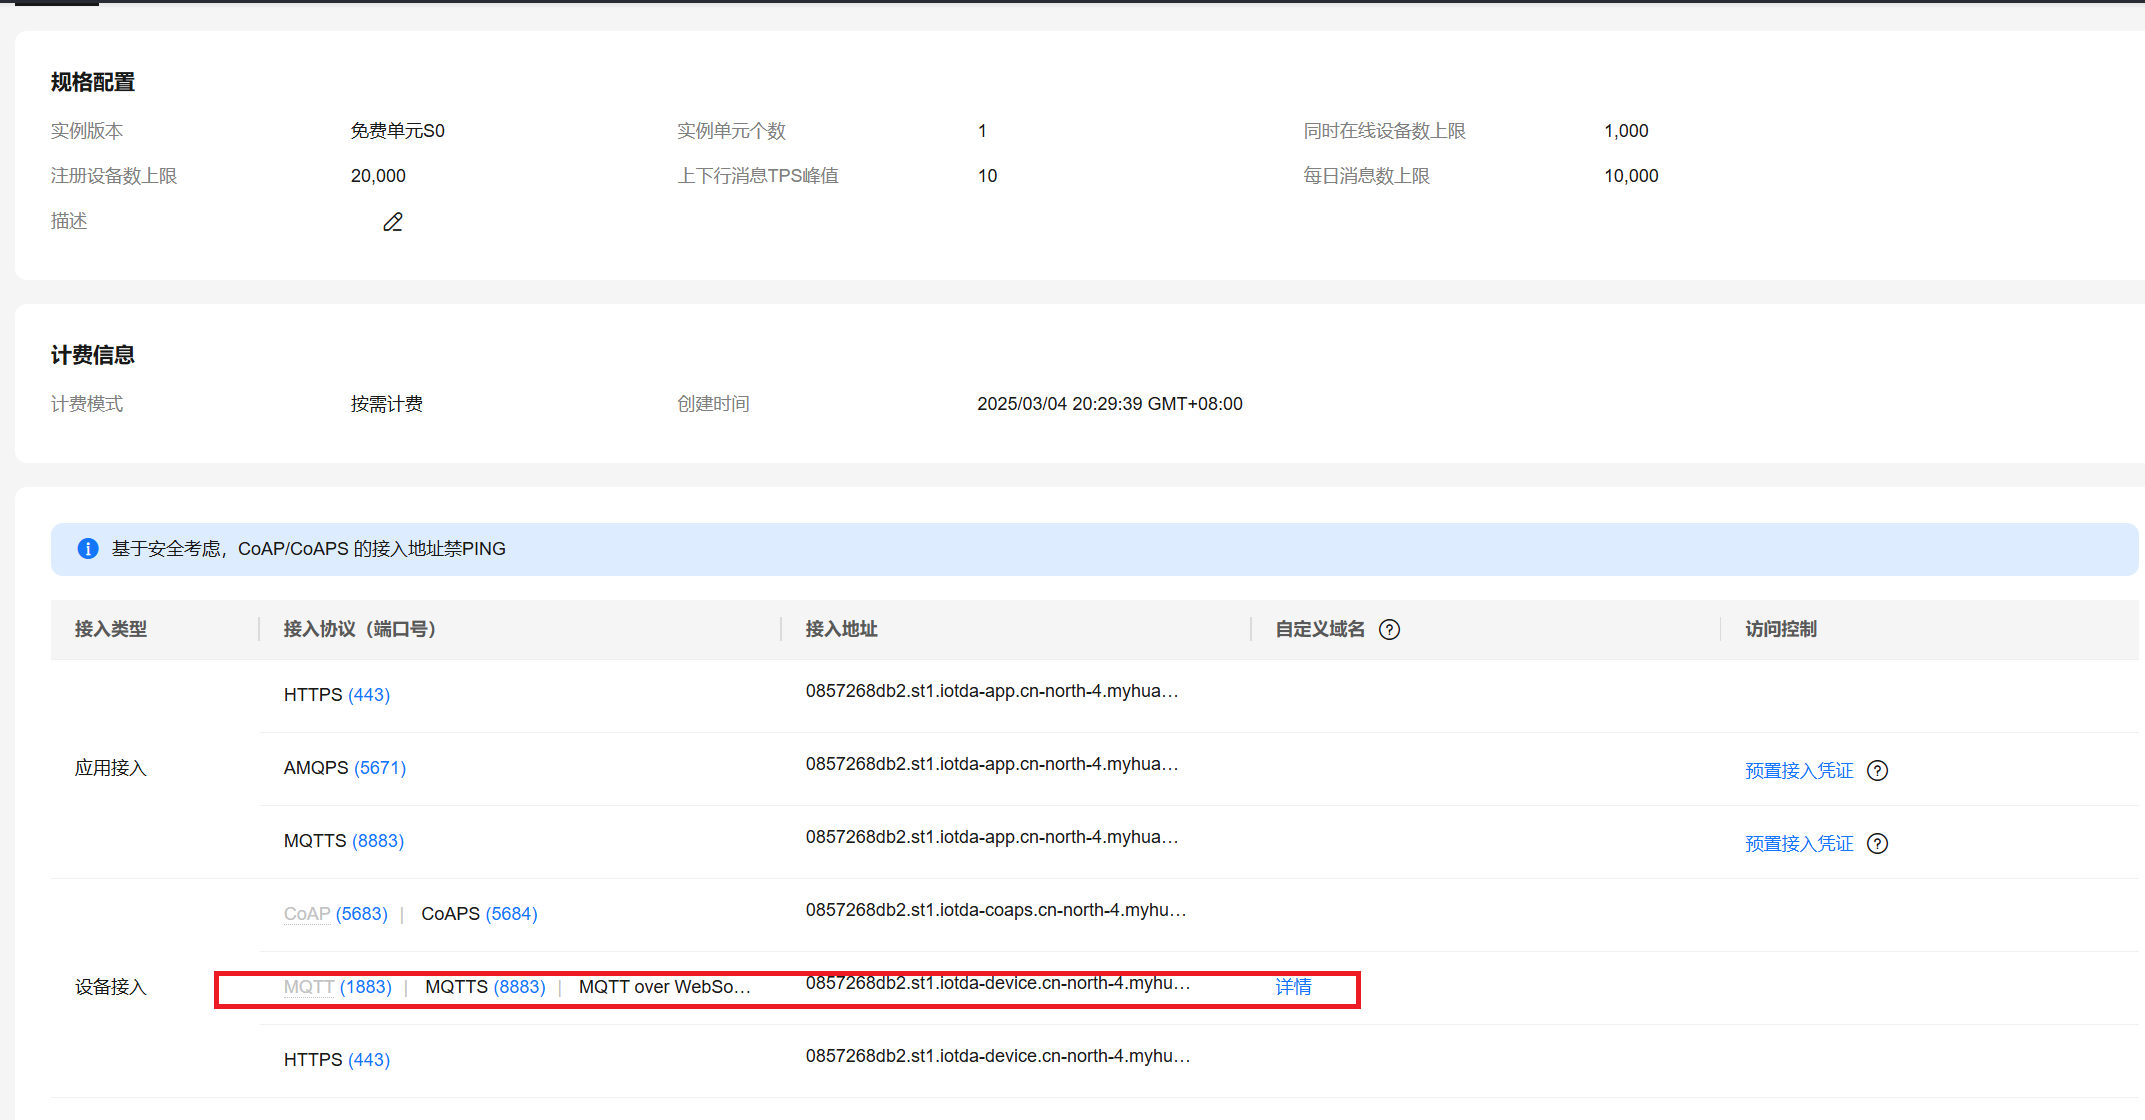 规格配置
实例版本 免费单元S0 实例单元个数 1 同时在线设备数上限 1,000
注册设备数上限 20,000 上下行消息TPS峰值 10 每日消息数上限 10,000
描述
计费信息
计费模式 按需计费 创建时间 2025/03/04 20:29:39 GMT+08:00
基于安全考虑，CoAP/CoAPS 的接入地址禁PING
接入类型 接入协议（端口号） 接入地址 自定义域名 访问控制
HTTPS (443) 0857268db2.st1.iotda-app.cn-north-4.myhua…
应用接入 AMQPS (5671) 0857268db2.st1.iotda-app.cn-north-4.myhua… 预置接入凭证
MQTTS (8883) 0857268db2.st1.iotda-app.cn-north-4.myhua… 预置接入凭证
CoAP (5683) | CoAPS (5684) 0857268db2.st1.iotda-coaps.cn-north-4.myhu…
设备接入 MQTT (1883) | MQTTS (8883) | MQTT over WebSo… 0857268db2.st1.iotda-device.cn-north-4.myhu… 详情
HTTPS (443) 0857268db2.st1.iotda-device.cn-north-4.myhu…